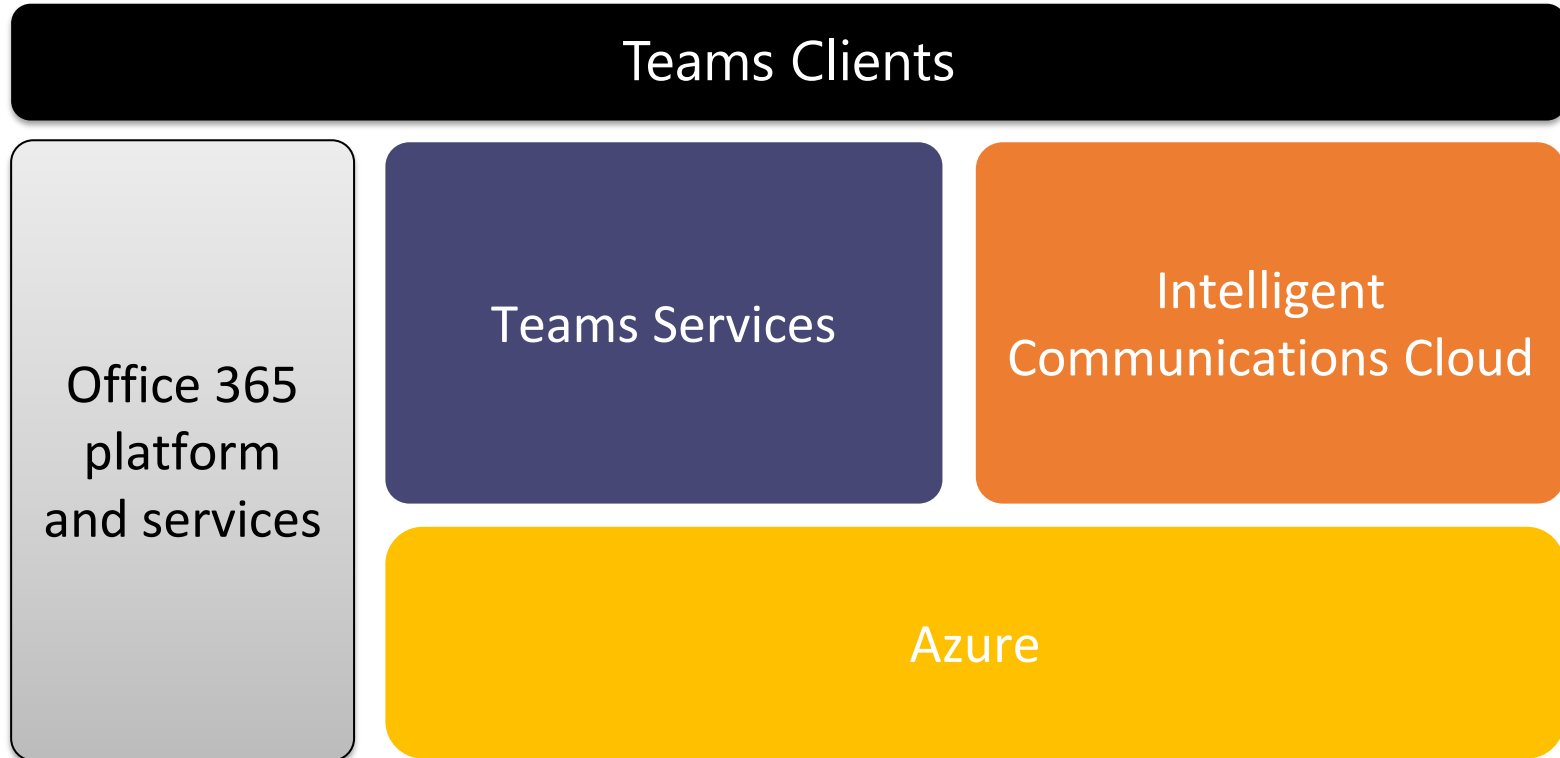 Teams Clients
Office 365
platform
and services
Teams Services
Intelligent
Communications Cloud
Azure